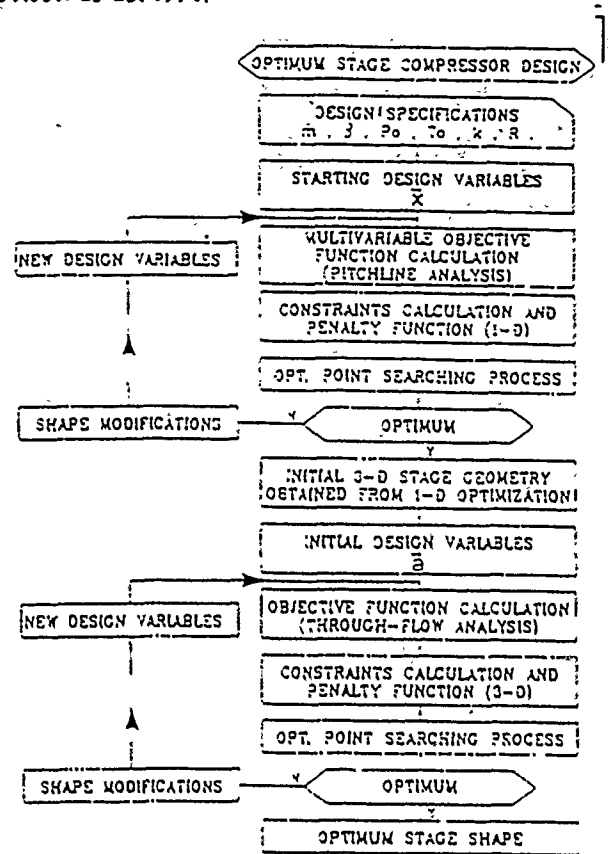 OPTIMUM STAGE COMPRESSOR DESIGN
DESIGN SPECIFICATIONS
ṁ , β , Po , To , k , R ,
STARTING DESIGN VARIABLES
x̄
NEW DESIGN VARIABLES
MULTIVARIABLE OBJECTIVE
FUNCTION CALCULATION
(PITCHLINE ANALYSIS)
CONSTRAINTS CALCULATION AND
PENALTY FUNCTION (1-D)
OPT. POINT SEARCHING PROCESS
SHAPE MODIFICATIONS
OPTIMUM
INITIAL 3-D STAGE GEOMETRY
OBTAINED FROM 1-D OPTIMIZATION
INITIAL DESIGN VARIABLES
ā
NEW DESIGN VARIABLES
OBJECTIVE FUNCTION CALCULATION
(THROUGH-FLOW ANALYSIS)
CONSTRAINTS CALCULATION AND
PENALTY FUNCTION (3-D)
OPT. POINT SEARCHING PROCESS
SHAPE MODIFICATIONS
OPTIMUM
OPTIMUM STAGE SHAPE